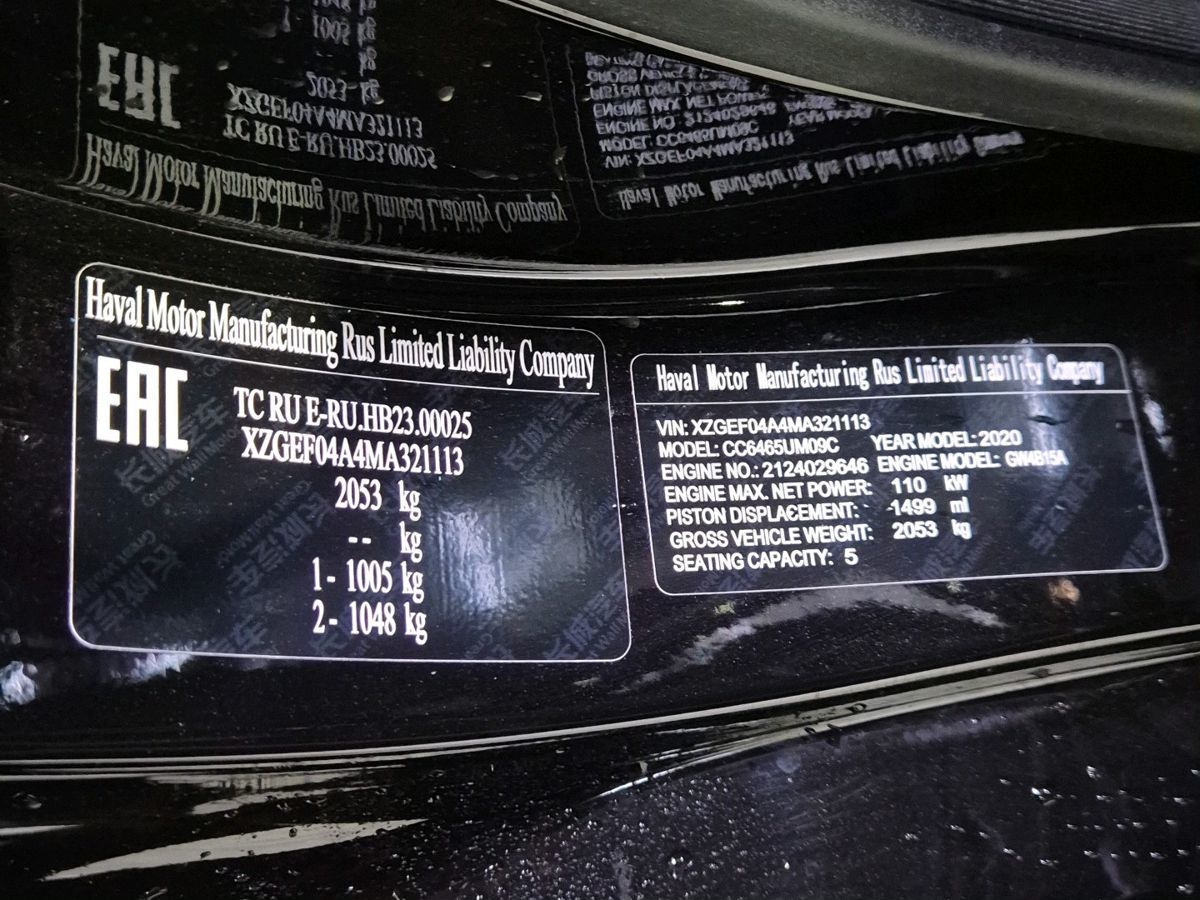 Haval Motor Manufacturing Rus Limited Liability Company
EAC
TC RU E-RU.HB23.00025
XZGEF04A4MA321113
2053 kg
-- kg
1- 1005 kg
2- 1048 kg
Haval Motor Manufacturing Rus Limited Liability Company
VIN: XZGEF04A4MA321113
MODEL: CC6465UM09C YEAR MODEL: 2020
ENGINE NO.: 2124029646 ENGINE MODEL: GW4B15A
ENGINE MAX. NET POWER: 110 kW
PISTON DISPLACEMENT: 1499 ml
GROSS VEHICLE WEIGHT: 2053 kg
SEATING CAPACITY: 5